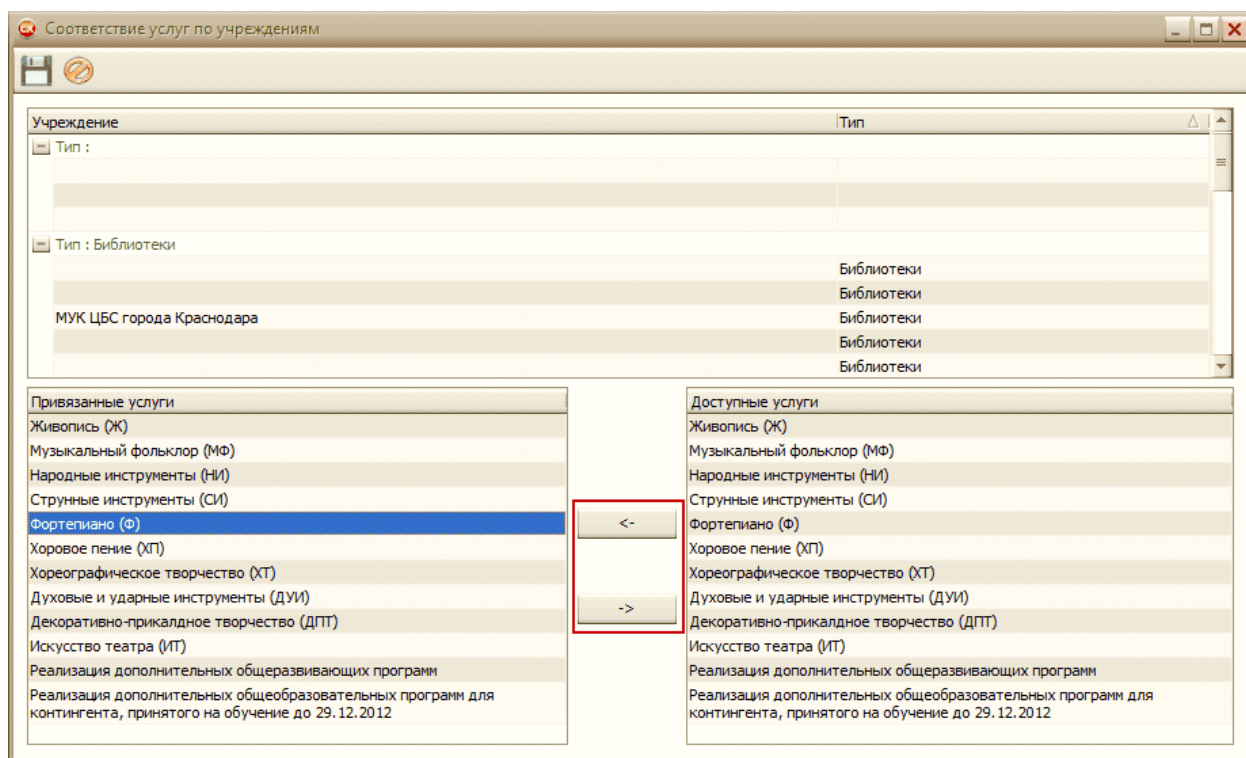 Соответствие услуг по учреждениям
Учреждение Тип
Тип :
Тип : Библиотеки
Библиотеки
Библиотеки
МУК ЦБС города Краснодара Библиотеки
Библиотеки
Библиотеки
Привязанные услуги
Живопись (Ж)
Музыкальный фольклор (МФ)
Народные инструменты (НИ)
Струнные инструменты (СИ)
Фортепиано (Ф)
Хоровое пение (ХП)
Хореографическое творчество (ХТ)
Духовые и ударные инструменты (ДУИ)
Декоративно-прикалдное творчество (ДПТ)
Искусство театра (ИТ)
Реализация дополнительных общеразвивающих программ
Реализация дополнительных общеобразовательных программ для
контингента, принятого на обучение до 29.12.2012
<-
->
Доступные услуги
Живопись (Ж)
Музыкальный фольклор (МФ)
Народные инструменты (НИ)
Струнные инструменты (СИ)
Фортепиано (Ф)
Хоровое пение (ХП)
Хореографическое творчество (ХТ)
Духовые и ударные инструменты (ДУИ)
Декоративно-прикалдное творчество (ДПТ)
Искусство театра (ИТ)
Реализация дополнительных общеразвивающих программ
Реализация дополнительных общеобразовательных программ для
контингента, принятого на обучение до 29.12.2012